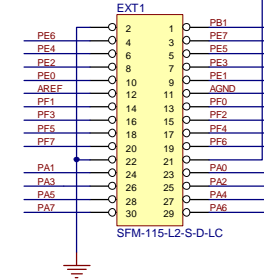 EXT1
2 1 PB1
PE6 4 3 PE7
PE4 6 5 PE5
PE2 8 7 PE3
PE0 10 9 PE1
AREF 12 11 AGND
PF1 14 13 PF0
PF3 16 15 PF2
PF5 18 17 PF4
PF7 20 19 PF6
22 21
PA1 24 23 PA0
PA3 26 25 PA2
PA5 28 27 PA4
PA7 30 29 PA6
SFM-115-L2-S-D-LC